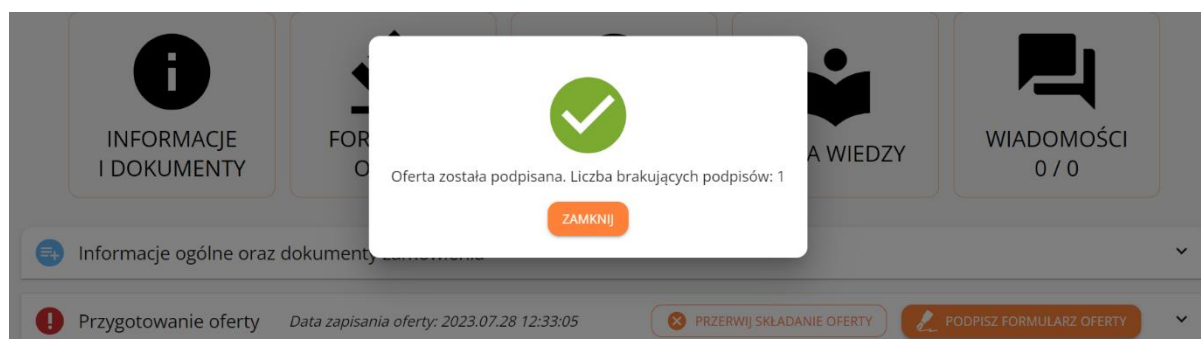 INFORMACJE
I DOKUMENTY
FOR
O
A WIEDZY
WIADOMOŚCI
0 / 0
Oferta została podpisana. Liczba brakujących podpisów: 1
ZAMKNIJ
Informacje ogólne oraz dokumenty zamówienia
Przygotowanie oferty Data zapisania oferty: 2023.07.28 12:33:05 PRZERWIJ SKŁADANIE OFERTY PODPISZ FORMULARZ OFERTY